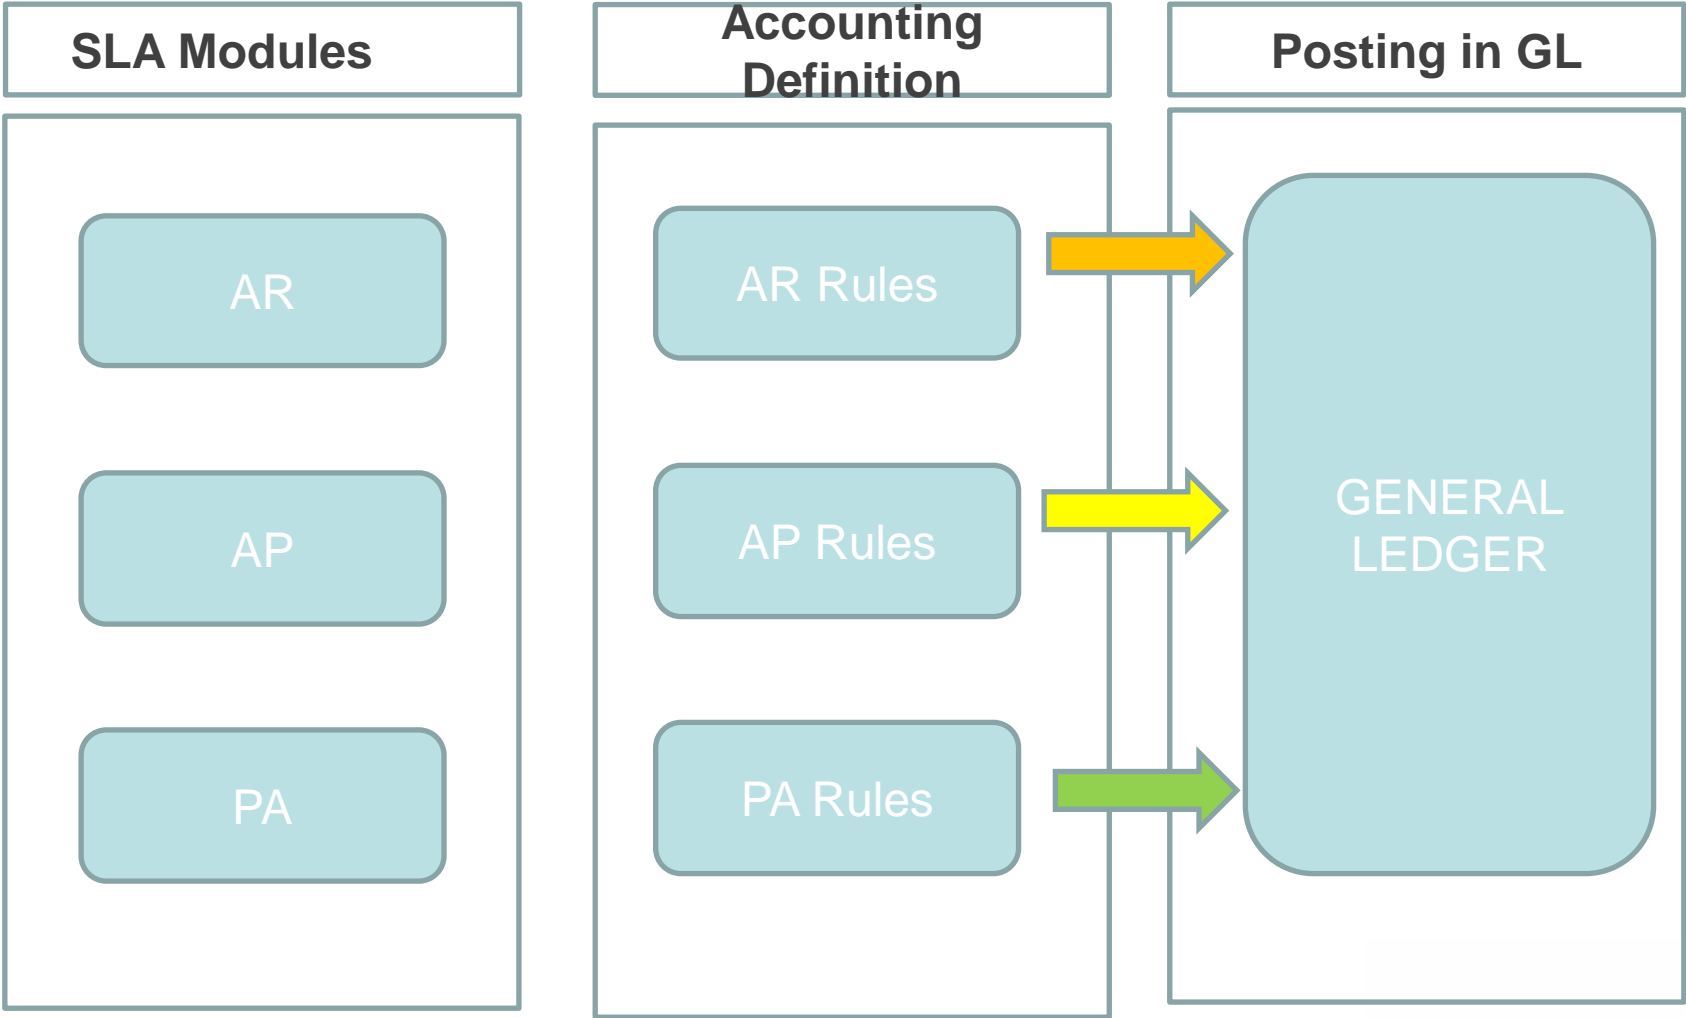 SLA Modules
Accounting
Definition
Posting in GL
AR
AR Rules
AP
AP Rules
GENERAL
LEDGER
PA
PA Rules